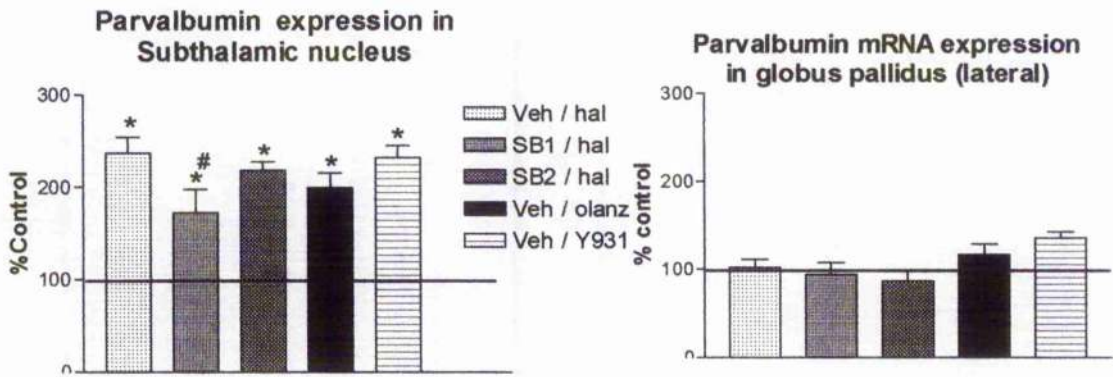 Parvalbumin expression in
Subthalamic nucleus
300
200
100
0
%Control
*
#
*
*
*
*
Veh / hal
SB1 / hal
SB2 / hal
Veh / olanz
Veh / Y931
Parvalbumin mRNA expression
in globus pallidus (lateral)
300
200
100
0
% control